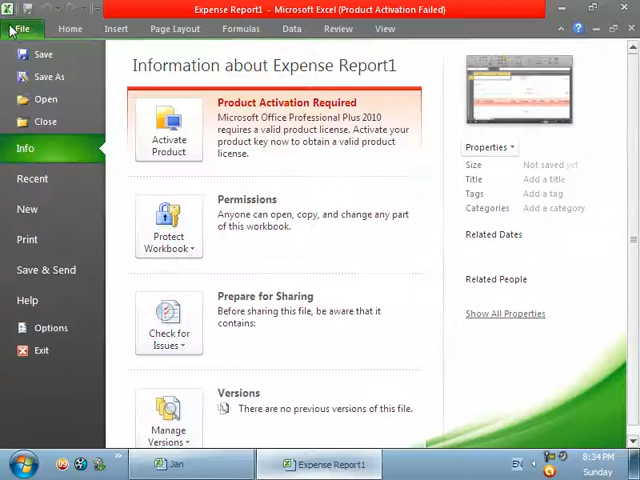 Expense Report1 - Microsoft Excel (Product Activation Failed)
File Home Insert Page Layout Formulas Data Review View
Save
Save As
Open
Close
Info
Recent
New
Print
Save & Send
Help
Options
Exit
Information about Expense Report1
Activate Product
Product Activation Required
Microsoft Office Professional Plus 2010
requires a valid product license. Activate your
product key now to obtain a valid product
license.
Protect Workbook
Permissions
Anyone can open, copy, and change any part
of this workbook.
Check for Issues
Prepare for Sharing
Before sharing this file, be aware that it
contains:
Manage Versions
Versions
There are no previous versions of this file.
Properties
Size Not saved yet
Title Add a title
Tags Add a tag
Categories Add a category
Related Dates
Related People
Show All Properties
Jan
Expense Report1
EN
8:34 PM
Sunday